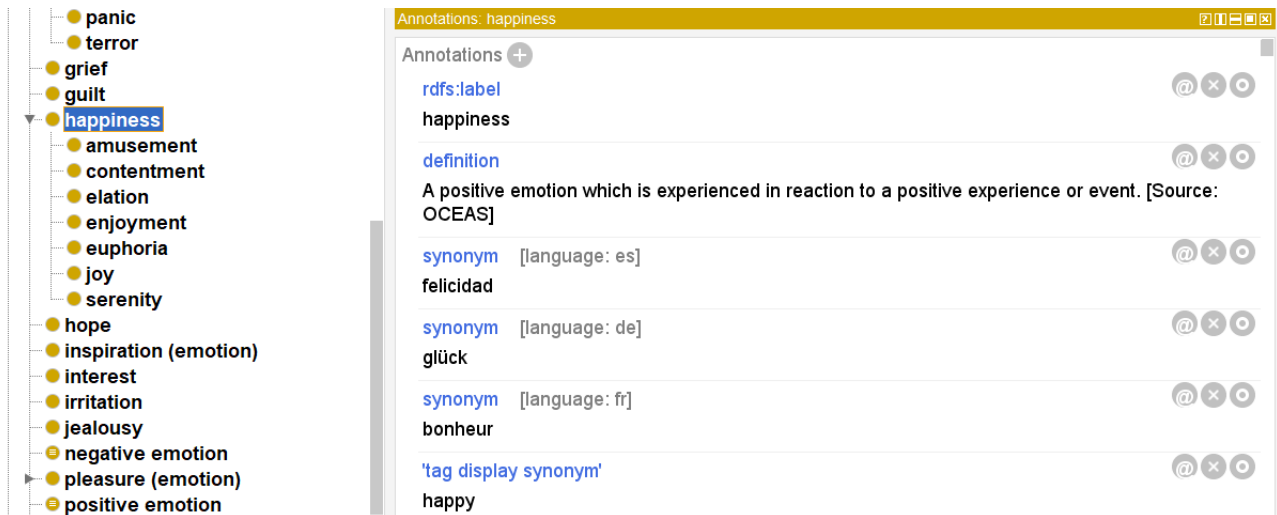 panic
terror
grief
guilt
happiness
amusement
contentment
elation
enjoyment
euphoria
joy
serenity
hope
inspiration (emotion)
interest
irritation
jealousy
negative emotion
pleasure (emotion)
positive emotion
Annotations: happiness
Annotations
rdfs:label
happiness
definition
A positive emotion which is experienced in reaction to a positive experience or event. [Source:
OCEAS]
synonym [language: es]
felicidad
synonym [language: de]
glück
synonym [language: fr]
bonheur
'tag display synonym'
happy